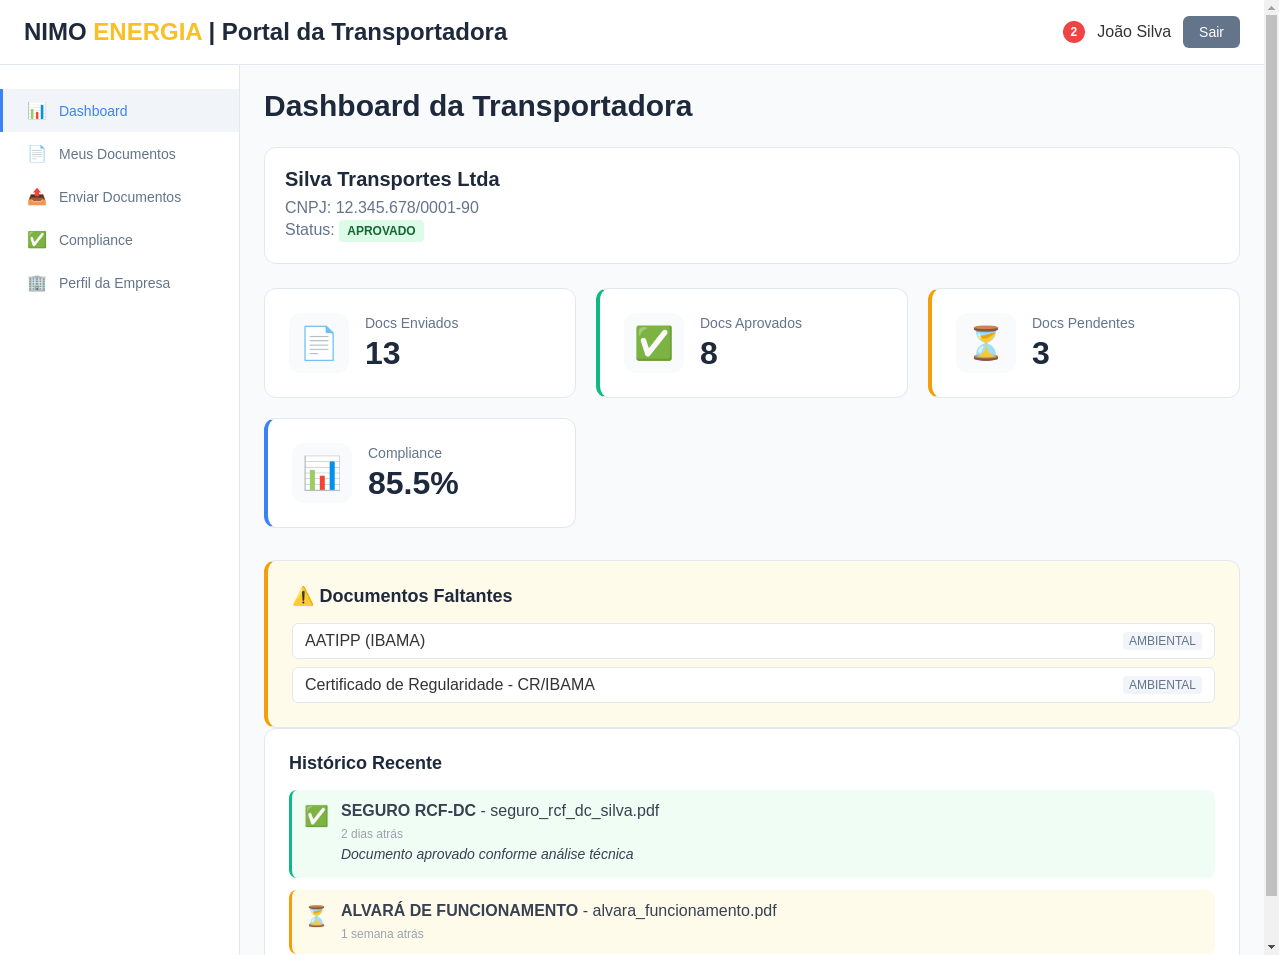 NIMO ENERGIA | Portal da Transportadora
2 João Silva Sair
Dashboard
Meus Documentos
Enviar Documentos
Compliance
Perfil da Empresa
Dashboard da Transportadora
Silva Transportes Ltda
CNPJ: 12.345.678/0001-90
Status: APROVADO
Docs Enviados
13
Docs Aprovados
8
Docs Pendentes
3
Compliance
85.5%
Documentos Faltantes
AATIPP (IBAMA) AMBIENTAL
Certificado de Regularidade - CR/IBAMA AMBIENTAL
Histórico Recente
SEGURO RCF-DC - seguro_rcf_dc_silva.pdf
2 dias atrás
Documento aprovado conforme análise técnica
ALVARÁ DE FUNCIONAMENTO - alvara_funcionamento.pdf
1 semana atrás